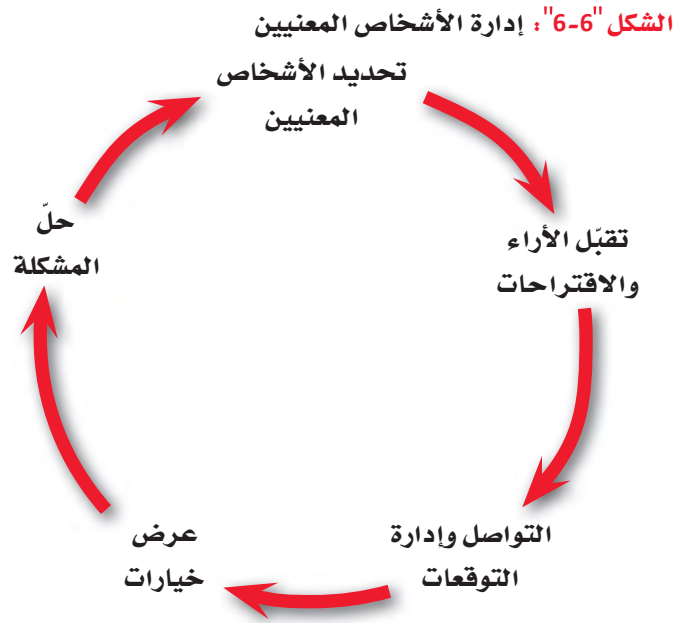 الشكل "6-6": إدارة الأشخاص المعنيين
تحديد الأشخاص
المعنيين
تقبّل الأراء
والاقتراحات
التواصل وإدارة
التوقعات
عرض
خيارات
حلّ
المشكلة